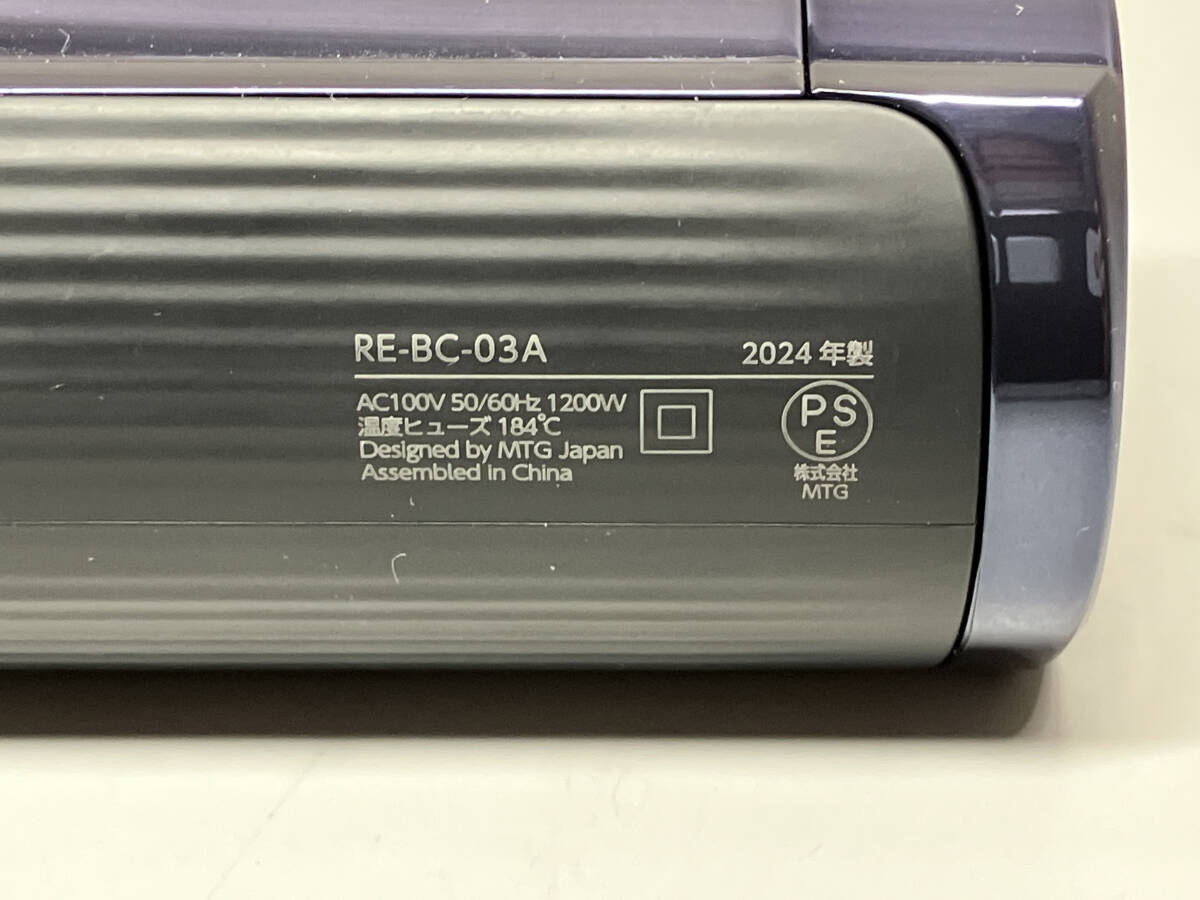 RE-BC-03A 2024 年製
AC100V 50/60Hz 1200W
温度ヒューズ 184℃
Designed by MTG Japan
Assembled in China
PS
E
株式会社
MTG